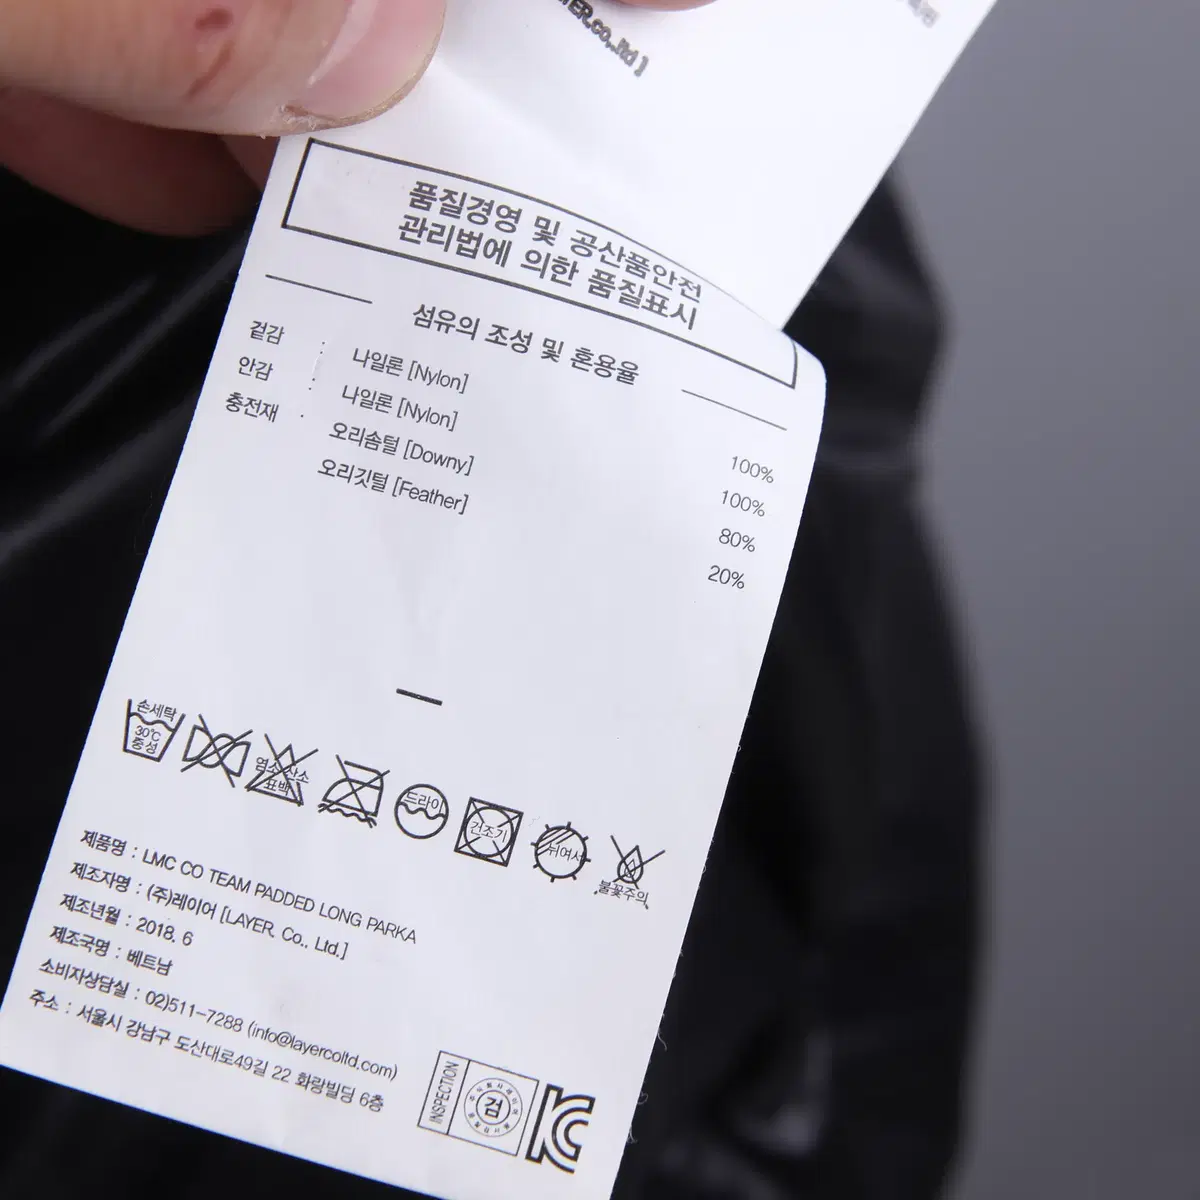 ER.co.,ltd ]
품질경영 및 공산품안전
관리법에 의한 품질표시
섬유의 조성 및 혼용율
겉감 : 나일론 [Nylon] 100%
안감 : 나일론 [Nylon] 100%
충전재 : 오리솜털 [Downy] 80%
오리깃털 [Feather] 20%
손세탁
30℃
중성
염소 산소
표백
드라이
건조기
뉘여서
불꽃주의
제품명 : LMC CO TEAM PADDED LONG PARKA
제조자명 : (주)레이어 [LAYER. Co., Ltd.]
제조년월 : 2018. 6
제조국명 : 베트남
소비자상담실 : 02)511-7288 (info@layercoltd.com)
주소 : 서울시 강남구 도산대로49길 22 화랑빌딩 6층
INSPECTION
검
KC